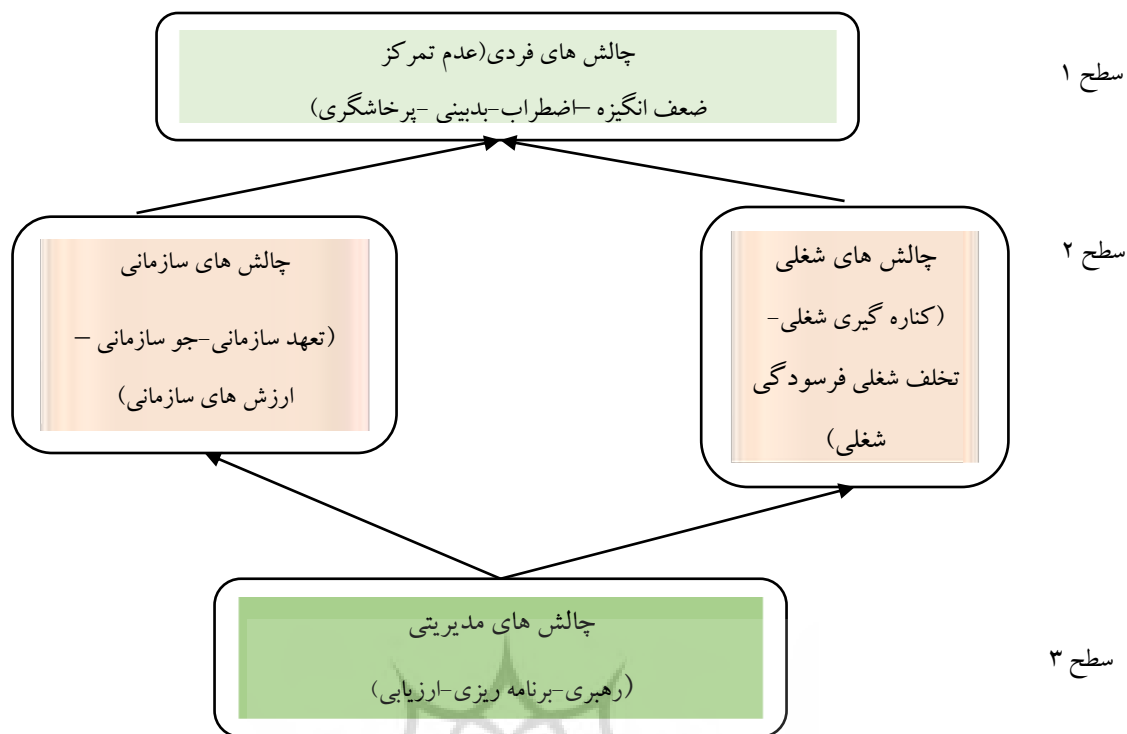 چالش های فردی(عدم تمرکز
ضعف انگیزه –اضطراب-بدبینی -پرخاشگری)
سطح ۱
چالش های شغلی
(کناره گیری شغلی-
تخلف شغلی فرسودگی
شغلی)
چالش های سازمانی
(تعهد سازمانی-جو سازمانی –
ارزش های سازمانی)
سطح ۲
چالش های مدیریتی
(رهبری-برنامه ریزی-ارزیابی)
سطح ۳